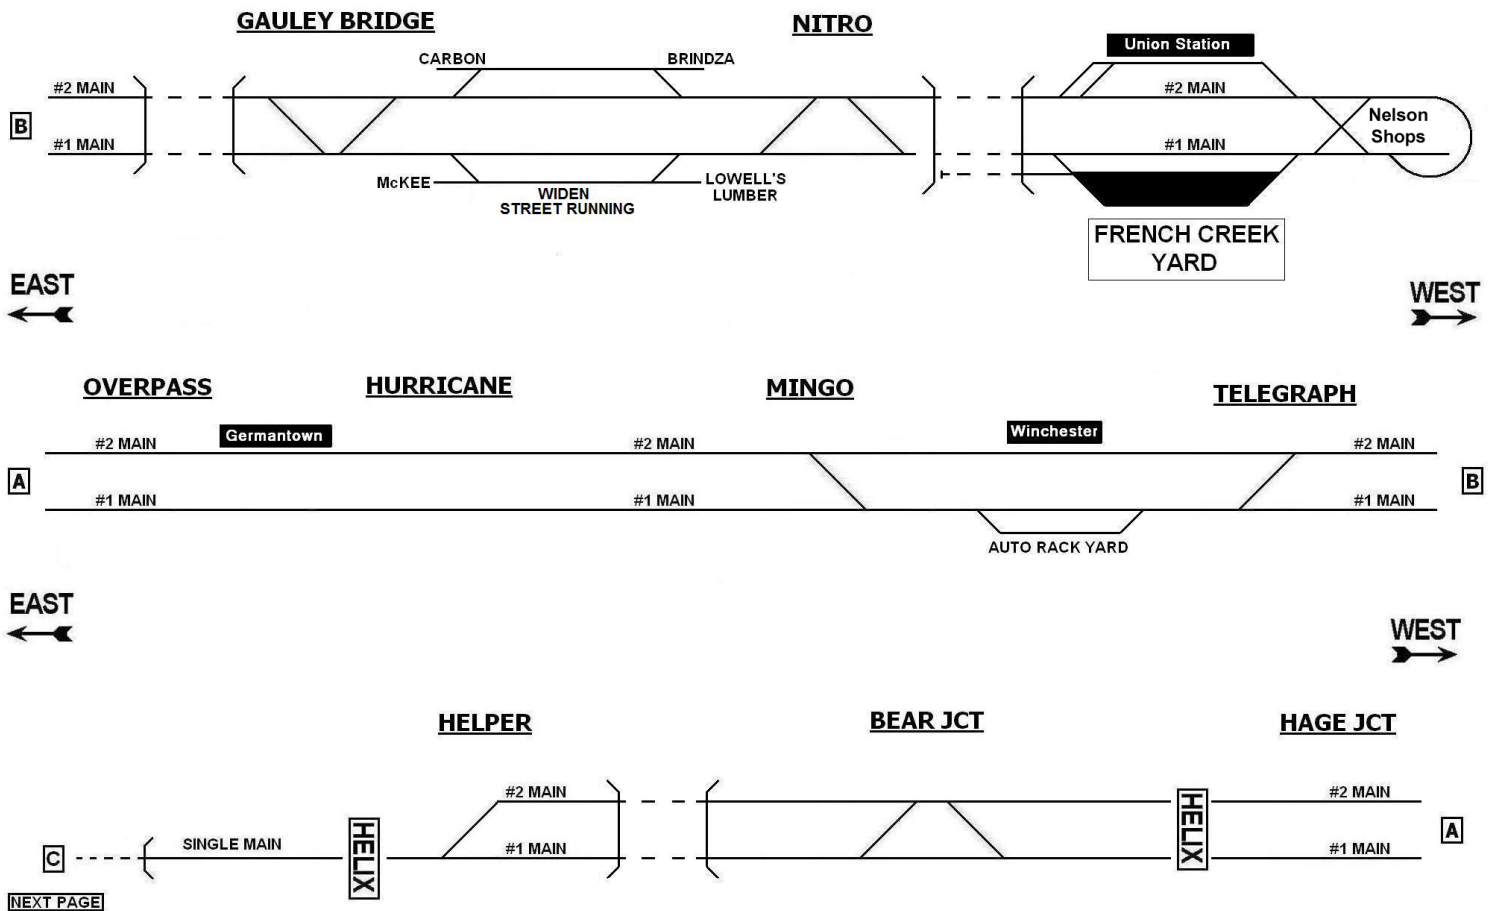 GAULEY BRIDGE
NITRO
Union Station
CARBON
BRINDZA
#2 MAIN
#2 MAIN
B
Nelson
Shops
#1 MAIN
#1 MAIN
McKEE
WIDEN
STREET RUNNING
LOWELL'S
LUMBER
FRENCH CREEK
YARD
EAST
WEST
OVERPASS
HURRICANE
MINGO
TELEGRAPH
Germantown
Winchester
#2 MAIN
#2 MAIN
#2 MAIN
A
B
#1 MAIN
#1 MAIN
#1 MAIN
AUTO RACK YARD
EAST
WEST
HELPER
BEAR JCT
HAGE JCT
#2 MAIN
#2 MAIN
HELIX
HELIX
A
C
SINGLE MAIN
#1 MAIN
#1 MAIN
NEXT PAGE